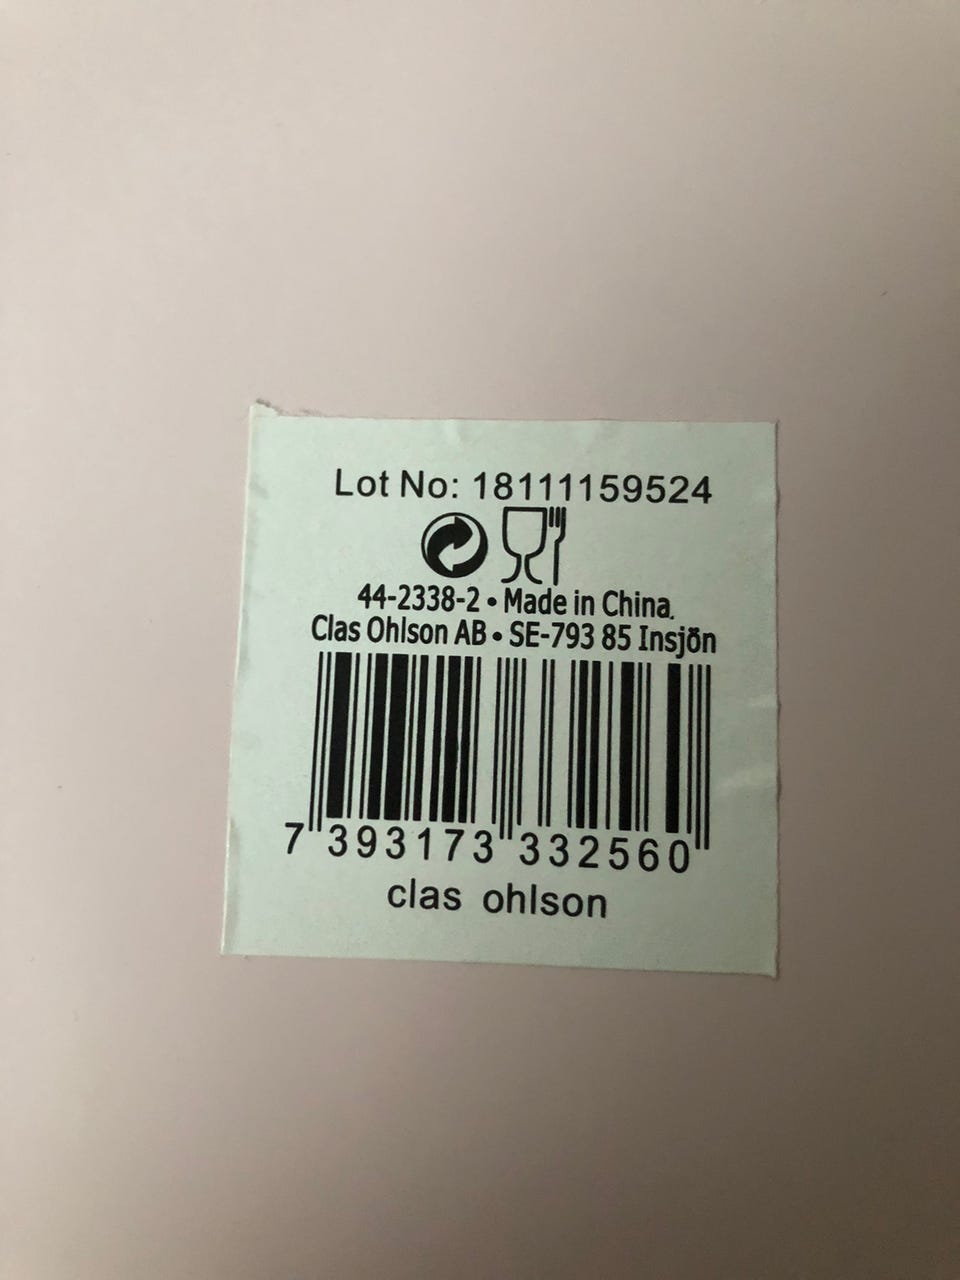 Lot No: 18111159524
44-2338-2 • Made in China.
Clas Ohlson AB • SE-793 85 Insjön
7 393173 332560
clas ohlson